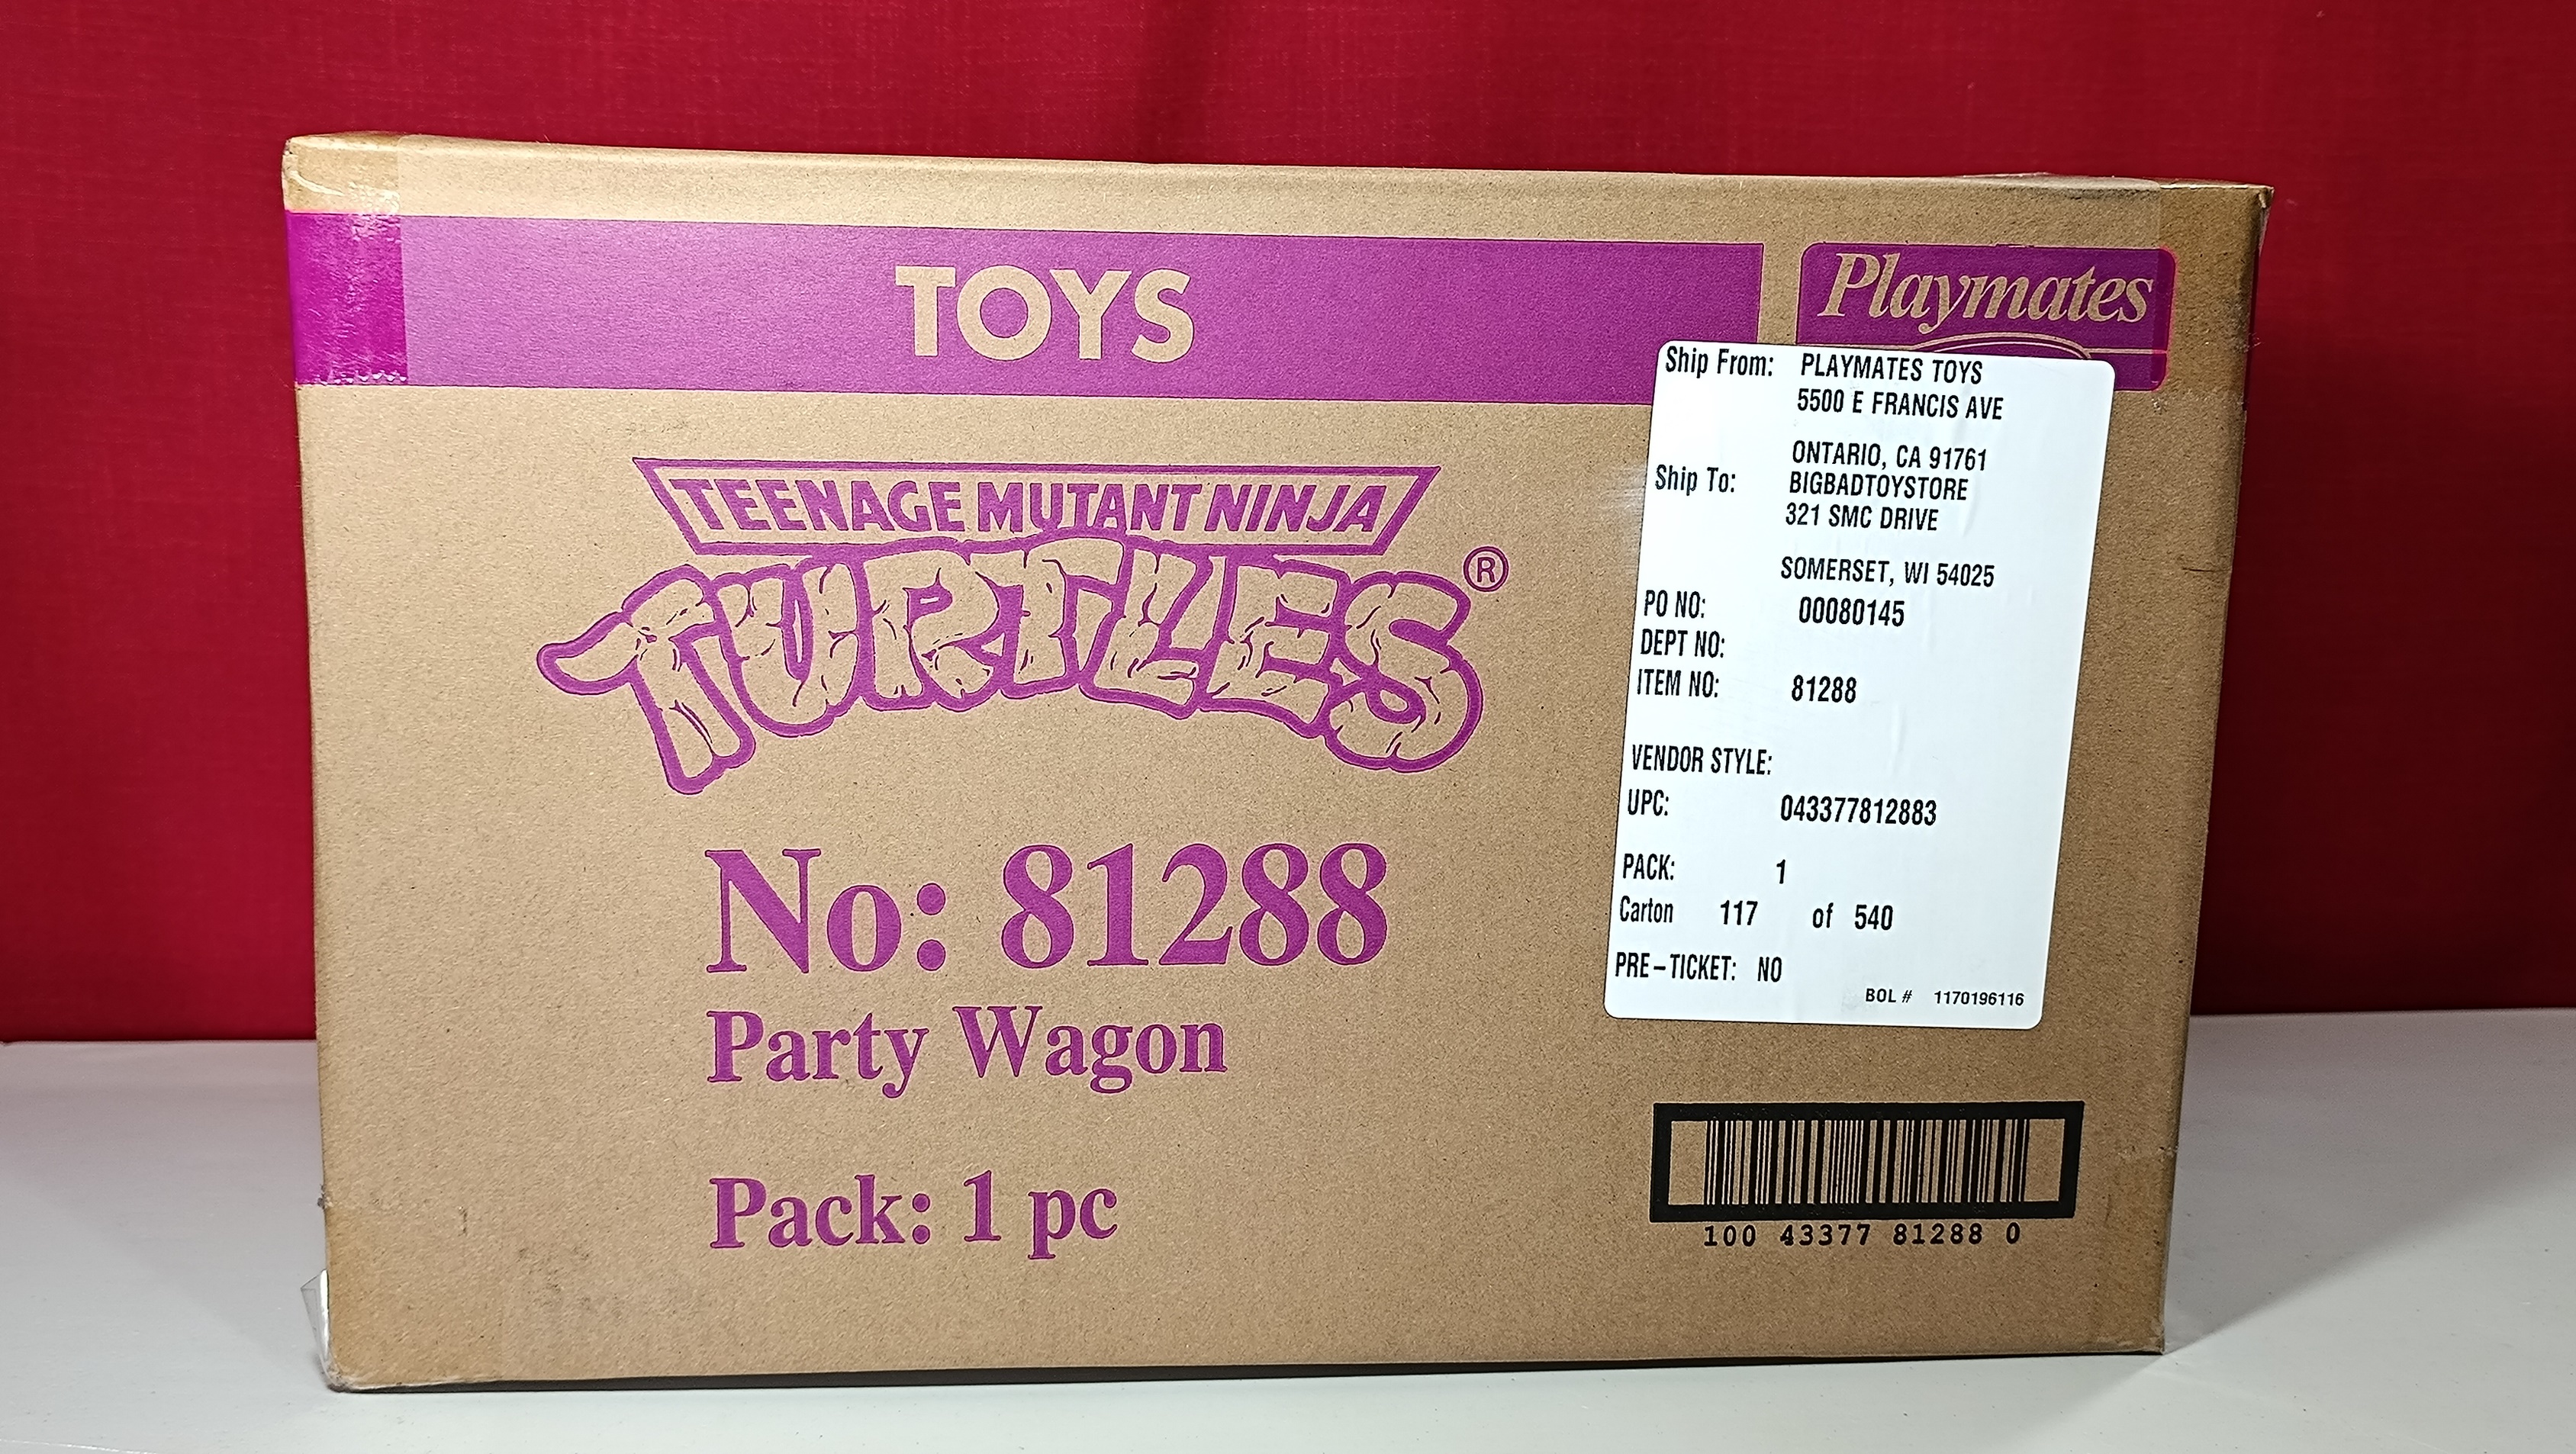 TOYS
Playmates
TEENAGE MUTANT NINJA
TURTLES®
No: 81288
Party Wagon
Pack: 1 pc
Ship From: PLAYMATES TOYS
5500 E FRANCIS AVE
ONTARIO, CA 91761
Ship To: BIGBADTOYSTORE
321 SMC DRIVE
SOMERSET, WI 54025
PO NO: 00080145
DEPT NO:
ITEM NO: 81288
VENDOR STYLE:
UPC: 043377812883
PACK: 1
Carton 117 of 540
PRE-TICKET: NO
BOL # 1170196116
100 43377 81288 0